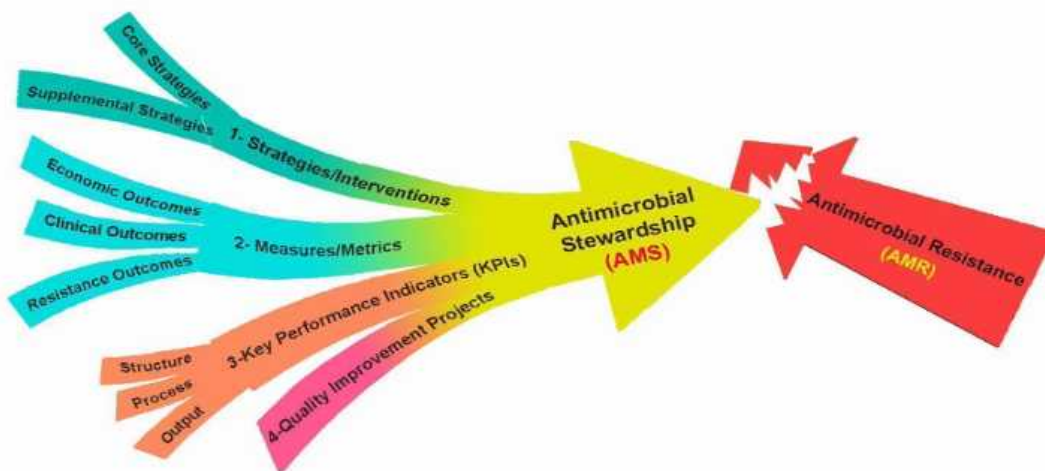 Core Strategies
Supplemental Strategies
1- Strategies/Interventions
Economic Outcomes
Clinical Outcomes
Resistance Outcomes
2- Measures/Metrics
Structure
Process
Output
3-Key Performance Indicators (KPIs)
4-Quality Improvement Projects
Antimicrobial
Stewardship
(AMS)
Antimicrobial Resistance
(AMR)